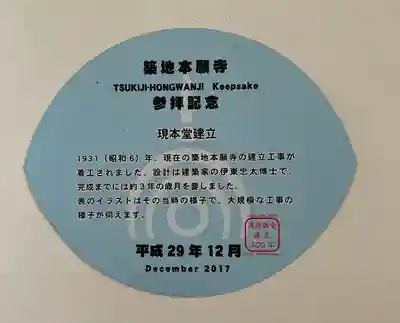 築地本願寺
TSUKIJI-HONGWANJI Keepsake
参拝記念
現本堂建立
1931（昭和6）年、現在の築地本願寺の建立工事が
着工されました。設計は建築家の伊東忠太博士で、
完成までには約3年の歳月を要しました。
表のイラストはその当時の様子で、大規模な工事の
様子が伺えます。
建立
400年
平成29年12月
December 2017